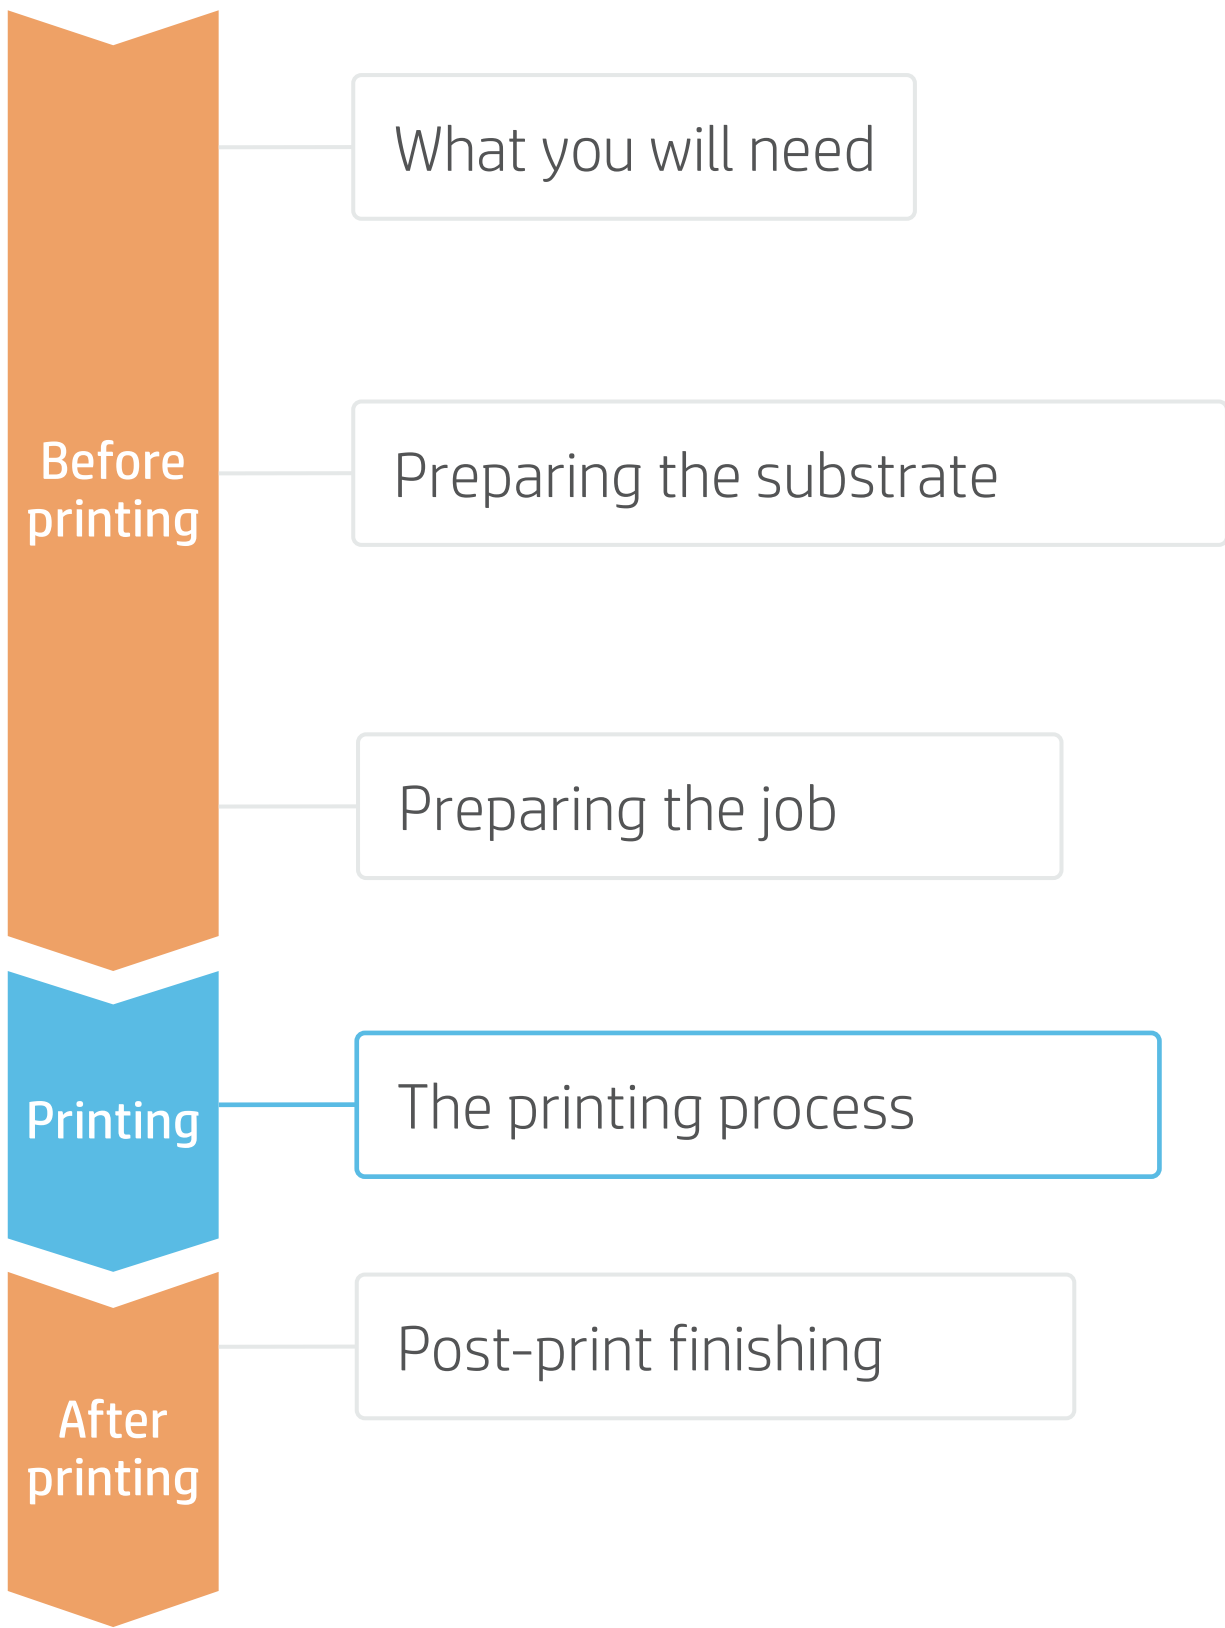 What you will need
Before
printing
Preparing the substrate
Preparing the job
Printing
The printing process
After
printing
Post-print finishing